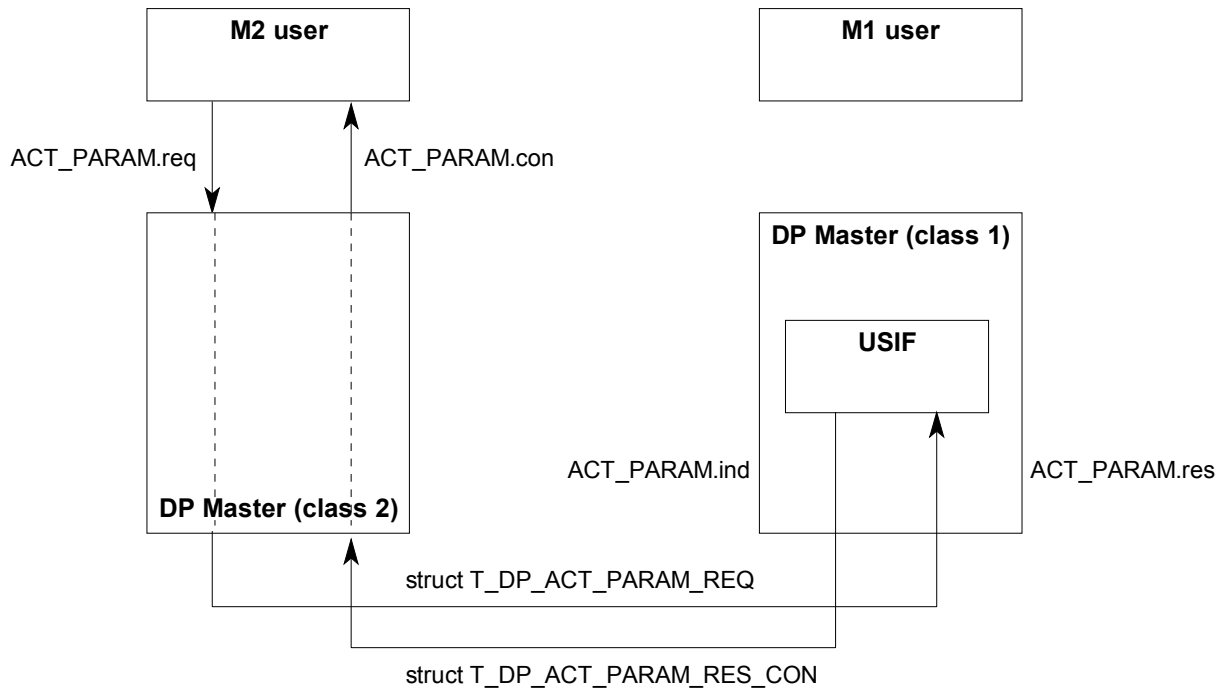 M2 user
M1 user
ACT_PARAM.req
ACT_PARAM.con
DP Master (class 1)
USIF
ACT_PARAM.ind
ACT_PARAM.res
DP Master (class 2)
struct T_DP_ACT_PARAM_REQ
struct T_DP_ACT_PARAM_RES_CON